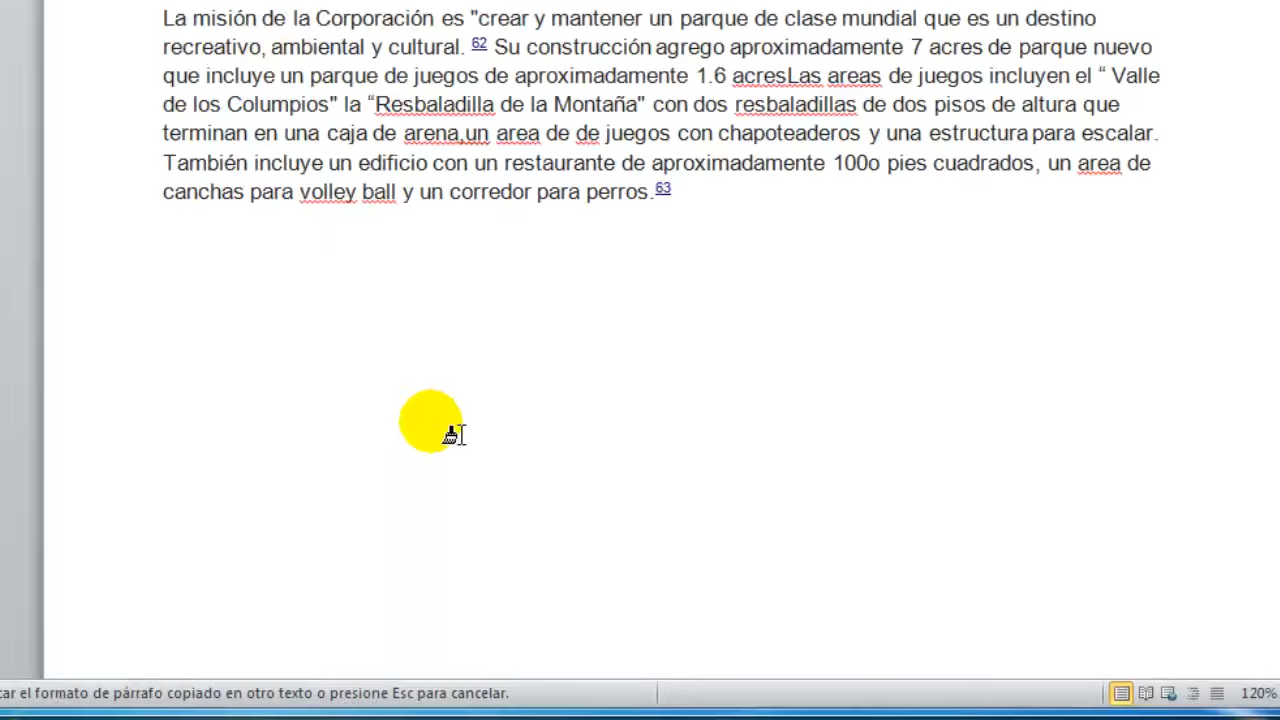 La misión de la Corporación es "crear y mantener un parque de clase mundial que es un destino
recreativo, ambiental y cultural. 62 Su construcción agrego aproximadamente 7 acres de parque nuevo
que incluye un parque de juegos de aproximadamente 1.6 acresLas areas de juegos incluyen el “ Valle
de los Columpios" la “Resbaladilla de la Montaña" con dos resbaladillas de dos pisos de altura que
terminan en una caja de arena,un area de de juegos con chapoteaderos y una estructura para escalar.
También incluye un edificio con un restaurante de aproximadamente 100o pies cuadrados, un area de
canchas para volley ball y un corredor para perros.63
car el formato de párrafo copiado en otro texto o presione Esc para cancelar.
120%